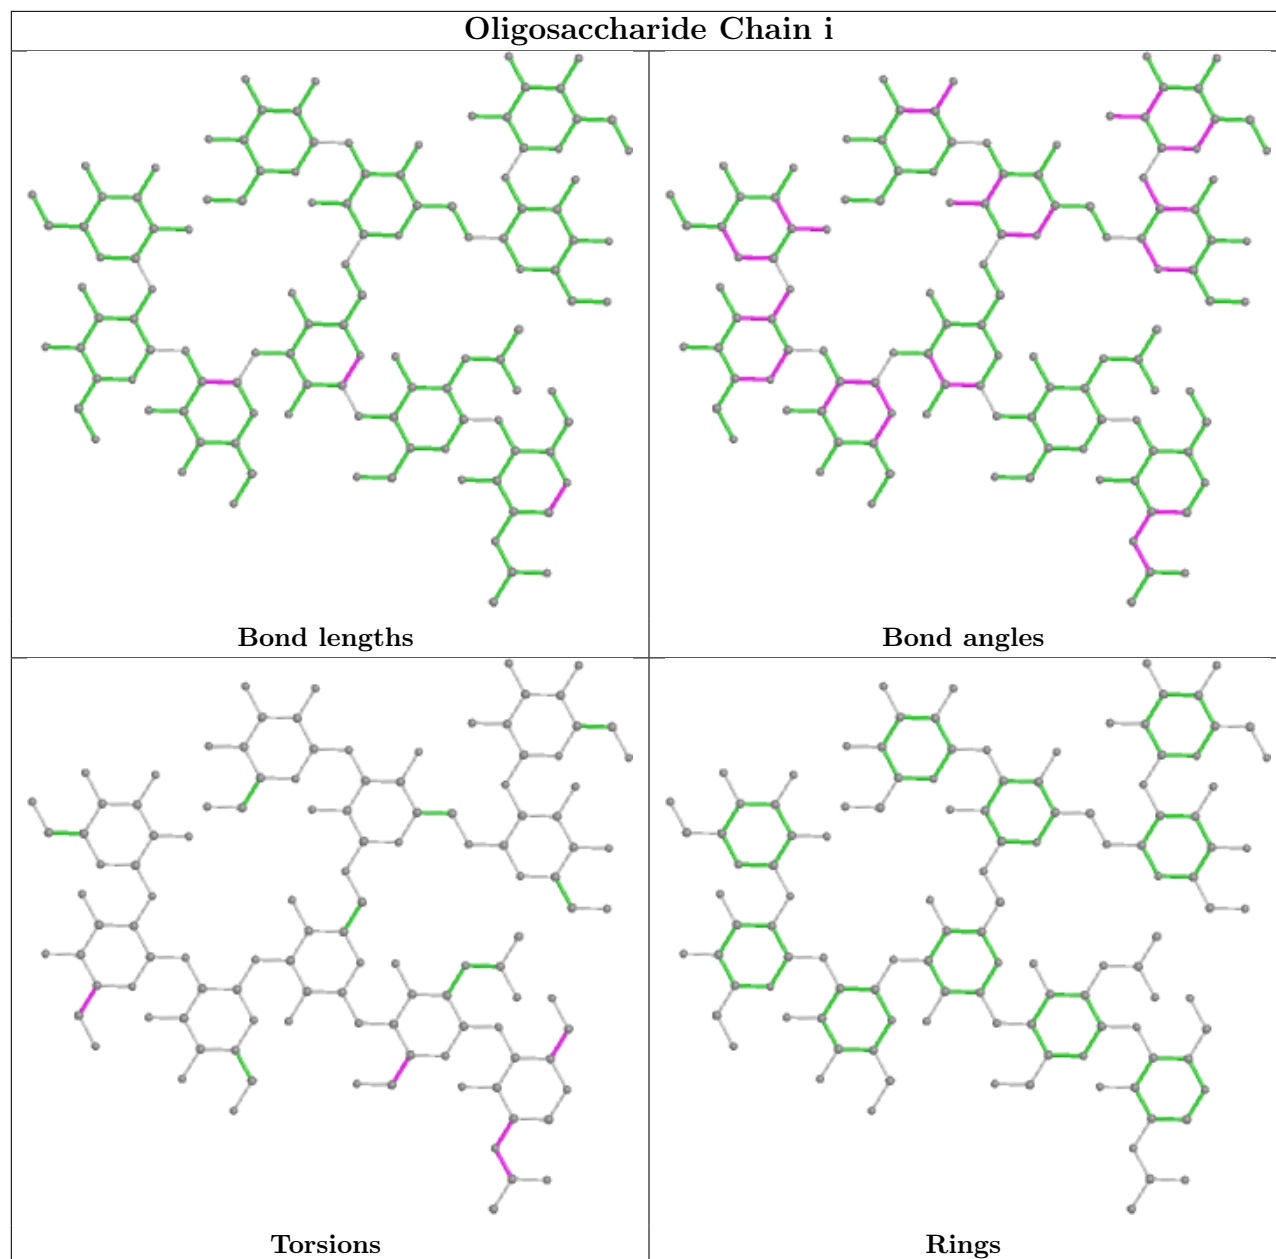 Oligosaccharide Chain i
Bond lengths
Bond angles
Torsions
Rings